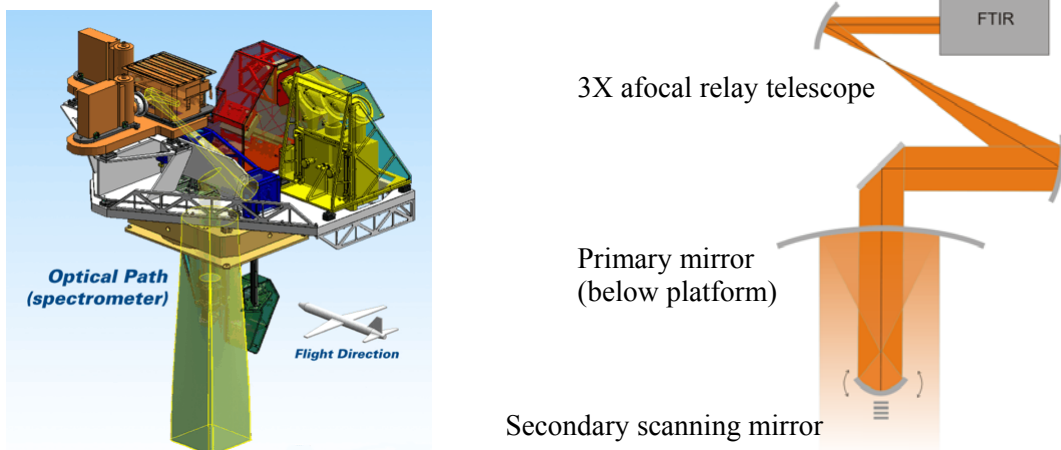 Optical Path
(spectrometer)
Flight Direction
FTIR
3X afocal relay telescope
Primary mirror
(below platform)
Secondary scanning mirror